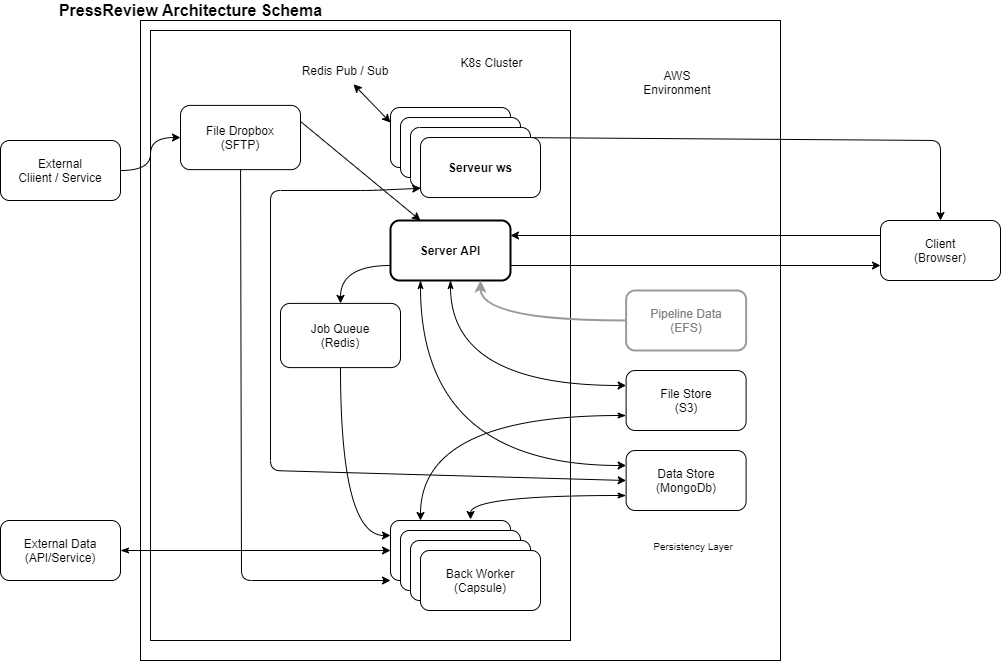 PressReview Architecture Schema
K8s Cluster
Redis Pub / Sub
AWS
Environment
File Dropbox
(SFTP)
External
Cliient / Service
Serveur ws
Server API
Client
(Browser)
Pipeline Data
(EFS)
Job Queue
(Redis)
File Store
(S3)
Data Store
(MongoDb)
External Data
(API/Service)
Persistency Layer
Back Worker
(Capsule)